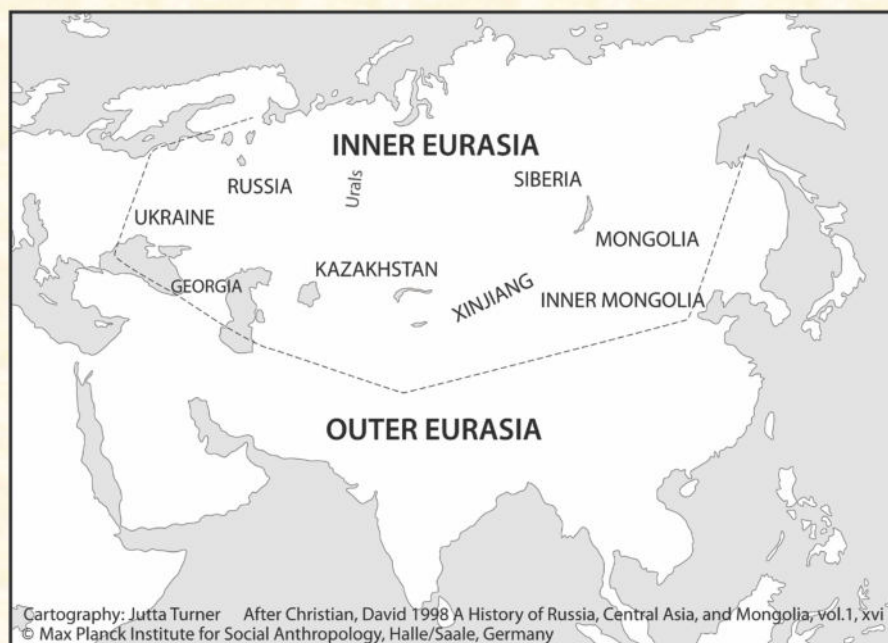 INNER EURASIA
RUSSIA
Urals
SIBERIA
UKRAINE
MONGOLIA
KAZAKHSTAN
GEORGIA
XINJIANG
INNER MONGOLIA
OUTER EURASIA
Cartography: Jutta Turner After Christian, David 1998 A History of Russia, Central Asia, and Mongolia, vol.1, xvi
© Max Planck Institute for Social Anthropology, Halle/Saale, Germany